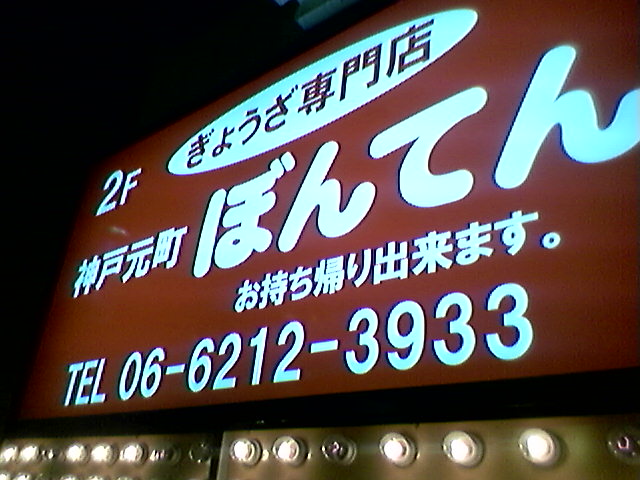 ぎょうざ専門店
2F
神戸元町 ぼんてん
お持ち帰り出来ます。
TEL 06-6212-3933